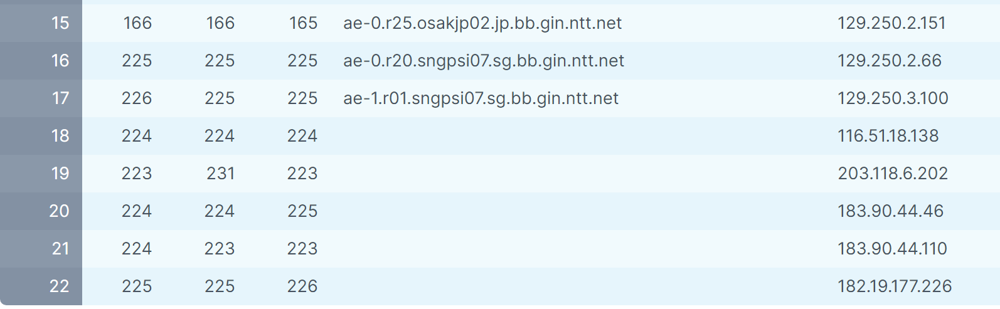 15 166 166 165 ae-0.r25.osakjp02.jp.bb.gin.ntt.net 129.250.2.151
16 225 225 225 ae-0.r20.sngpsi07.sg.bb.gin.ntt.net 129.250.2.66
17 226 225 225 ae-1.r01.sngpsi07.sg.bb.gin.ntt.net 129.250.3.100
18 224 224 224 116.51.18.138
19 223 231 223 203.118.6.202
20 224 224 225 183.90.44.46
21 224 223 223 183.90.44.110
22 225 225 226 182.19.177.226